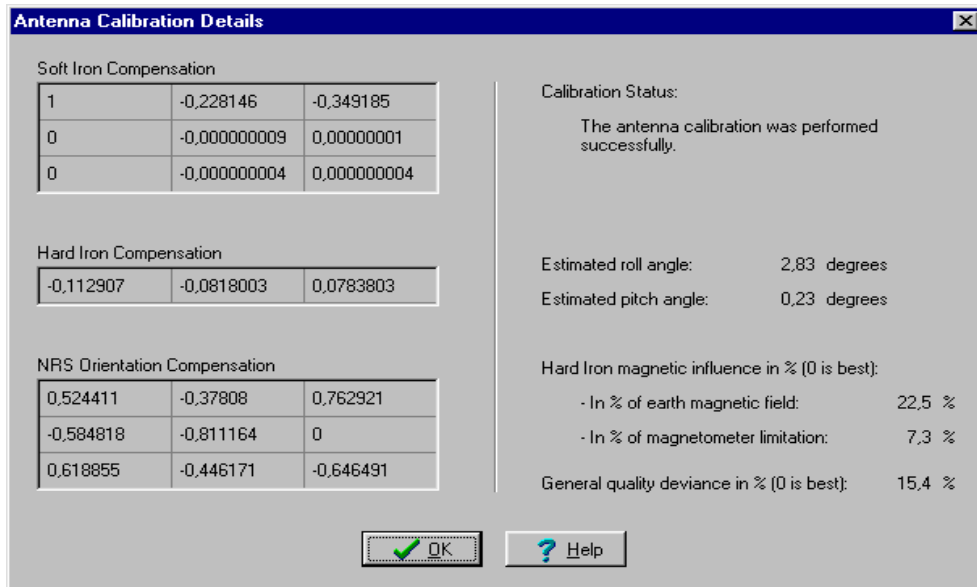 Antenna Calibration Details
Soft Iron Compensation
1 -0,228146 -0,349185
0 -0,000000009 0,00000001
0 -0,000000004 0,000000004
Hard Iron Compensation
-0,112907 -0,0818003 0,0783803
NRS Orientation Compensation
0,524411 -0,37808 0,762921
-0,584818 -0,811164 0
0,618855 -0,446171 -0,646491
Calibration Status:
The antenna calibration was performed
successfully.
Estimated roll angle: 2,83 degrees
Estimated pitch angle: 0,23 degrees
Hard Iron magnetic influence in % (0 is best):
- In % of earth magnetic field: 22,5 %
- In % of magnetometer limitation: 7,3 %
General quality deviance in % (0 is best): 15,4 %
OK
? Help